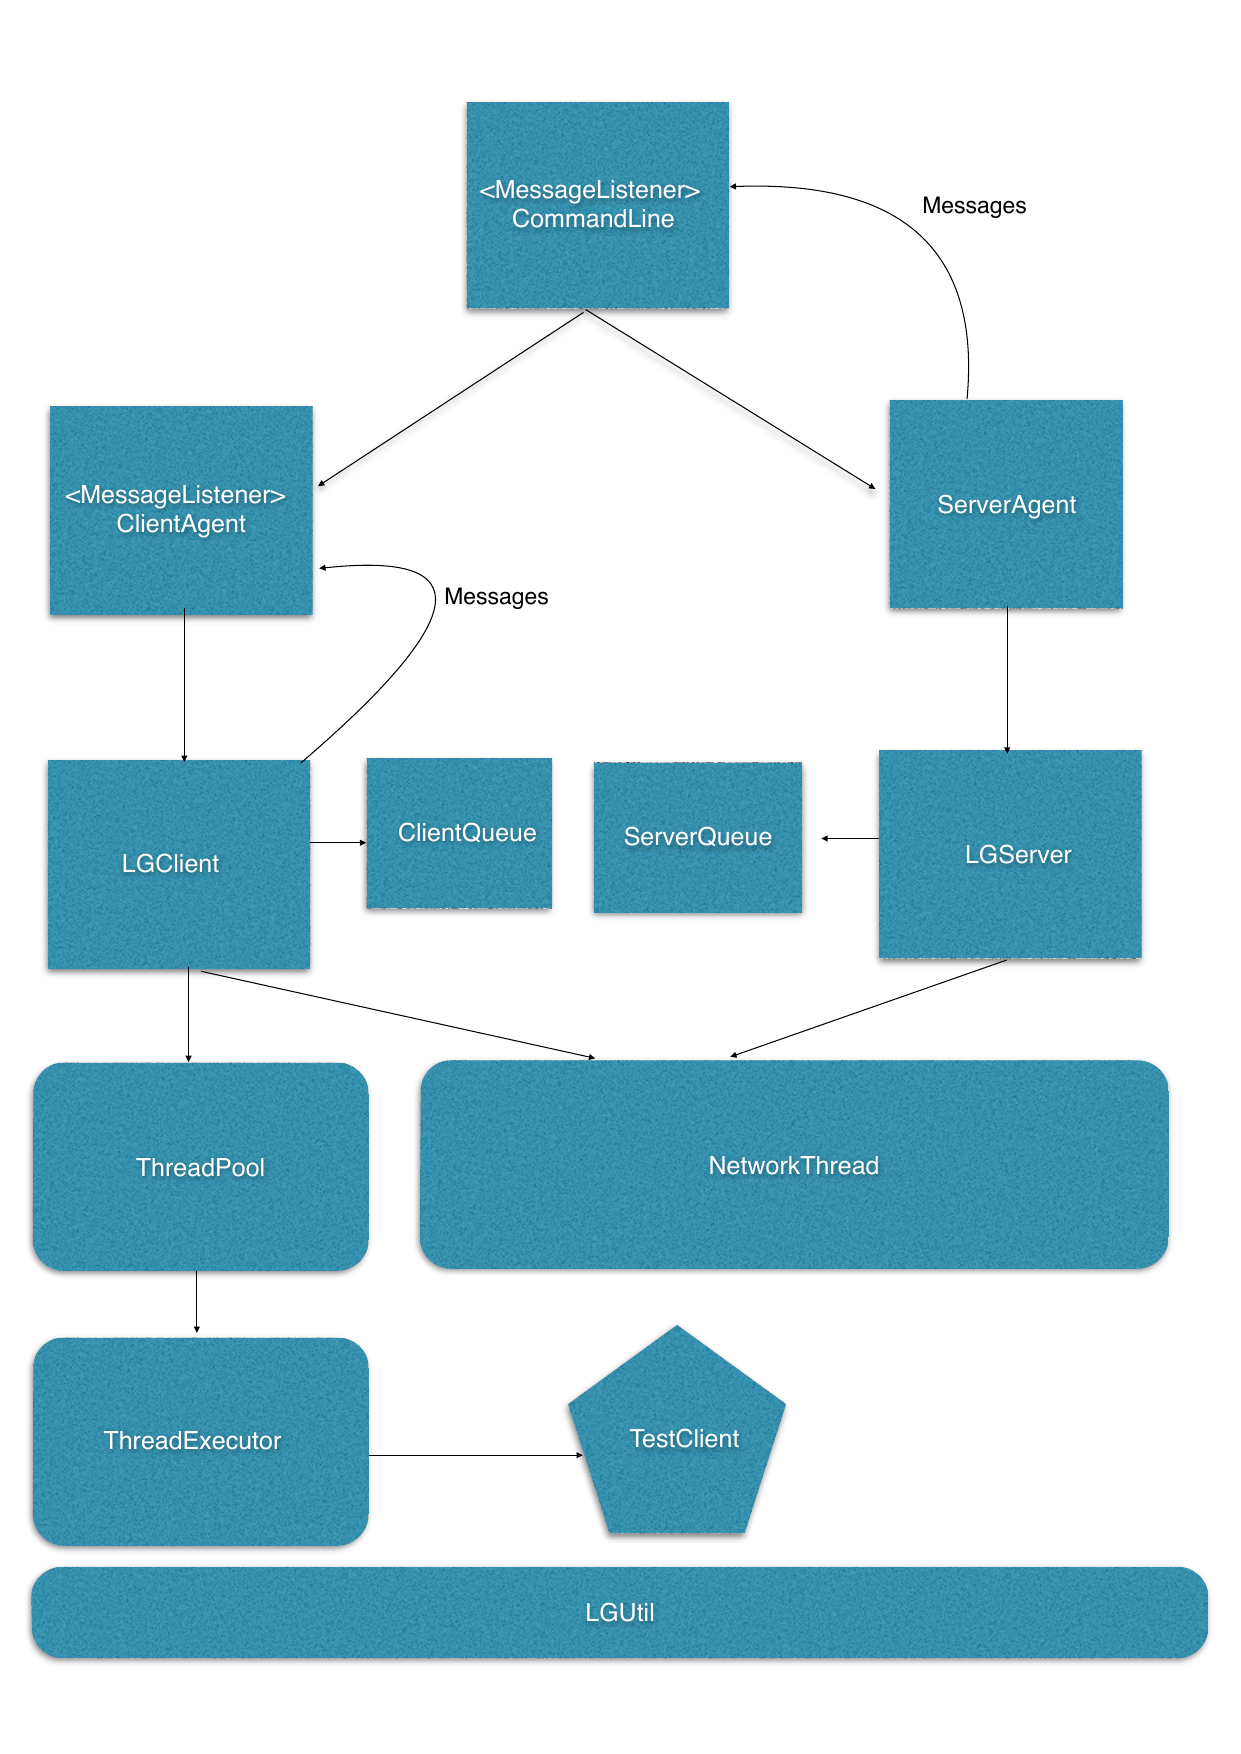 <MessageListener>
CommandLine
Messages
<MessageListener>
ClientAgent
ServerAgent
Messages
LGClient
ClientQueue
ServerQueue
LGServer
ThreadPool
NetworkThread
ThreadExecutor
TestClient
LGUtil